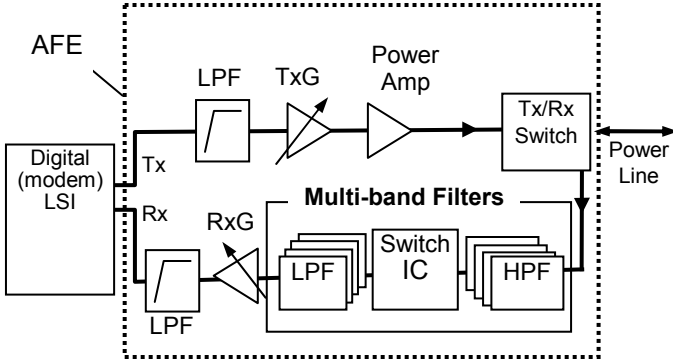 AFE
LPF
TxG
Power
Amp
Tx/Rx
Switch
Power
Line
Digital
(modem)
LSI
Tx
Rx
Multi-band Filters
RxG
LPF
LPF
Switch
IC
HPF